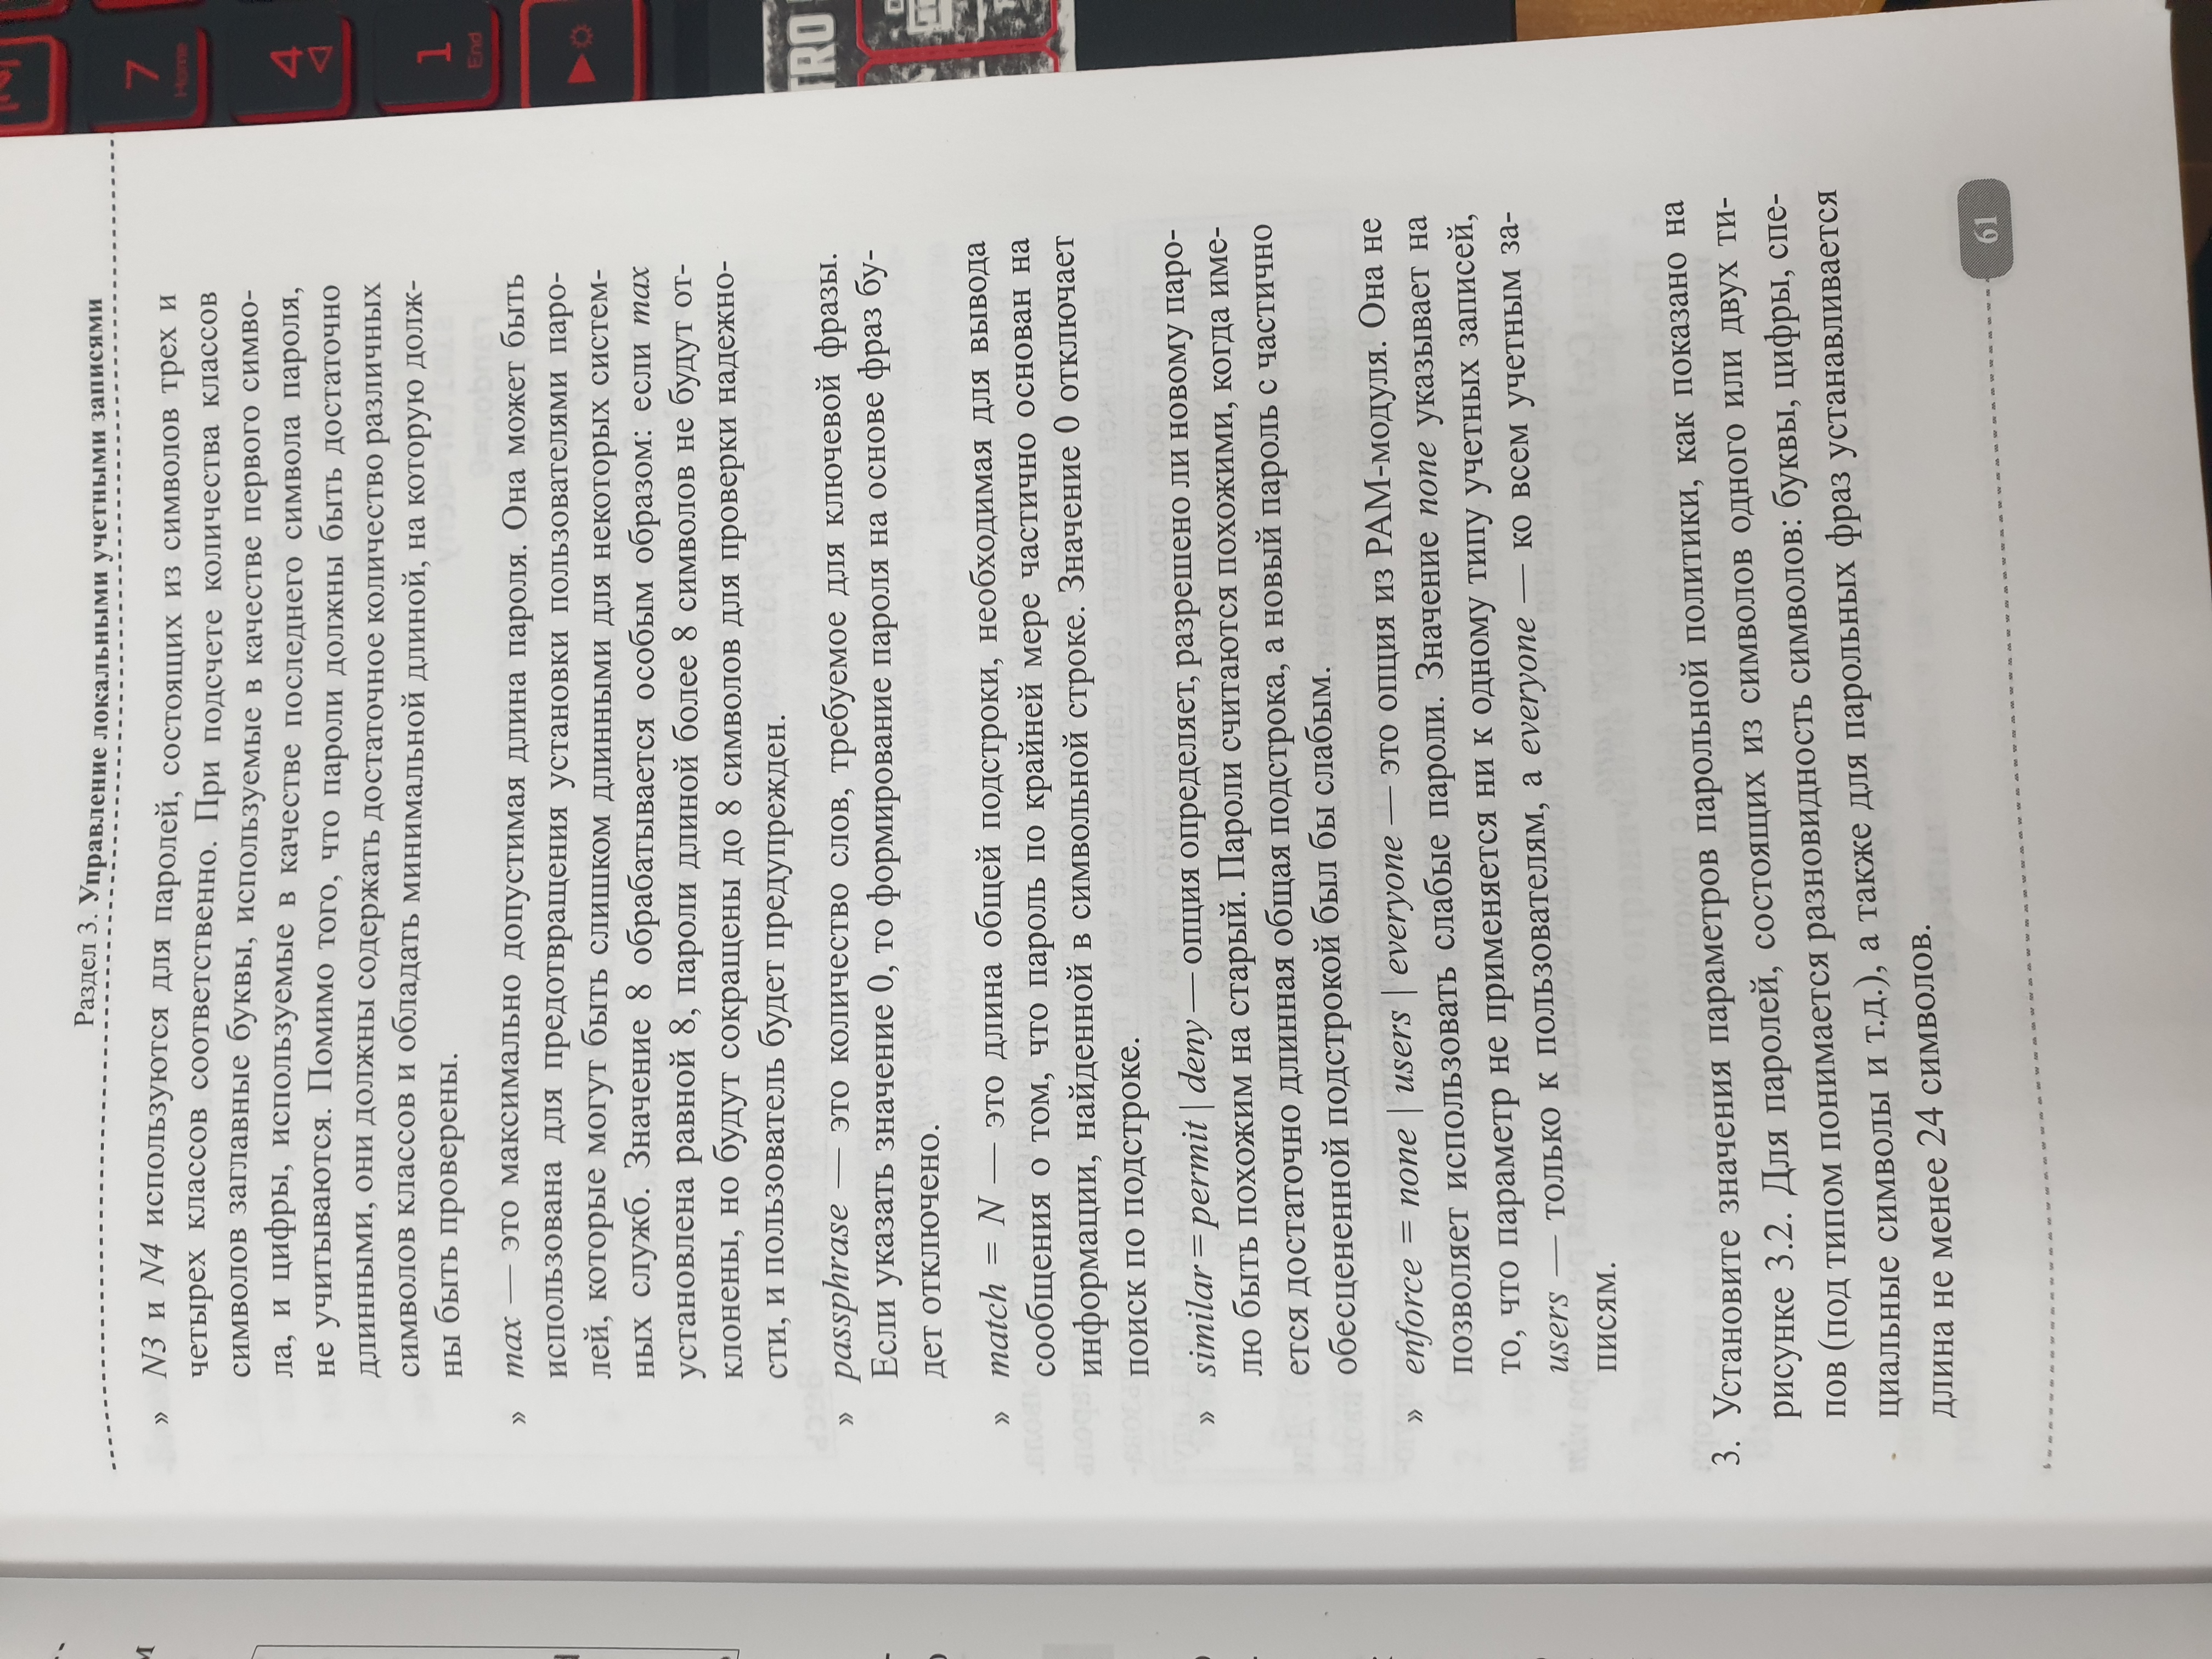 Раздел 3. Управление локальными учетными записями
» N3 и N4 используются для паролей, состоящих из символов трех и
четырех классов соответственно. При подсчете количества классов
символов заглавные буквы, используемые в качестве первого симво-
ла, и цифры, используемые в качестве последнего символа пароля,
не учитываются. Помимо того, что пароли должны быть достаточно
длинными, они должны содержать достаточное количество различных
символов классов и обладать минимальной длиной, на которую долж-
ны быть проверены.
» max — это максимально допустимая длина пароля. Она может быть
использована для предотвращения установки пользователями паро-
лей, которые могут быть слишком длинными для некоторых систем-
ных служб. Значение 8 обрабатывается особым образом: если max
установлена равной 8, пароли длиной более 8 символов не будут от-
клонены, но будут сокращены до 8 символов для проверки надежно-
сти, и пользователь будет предупрежден.
» passphrase — это количество слов, требуемое для ключевой фразы.
Если указать значение 0, то формирование пароля на основе фраз бу-
дет отключено.
» match = N — это длина общей подстроки, необходимая для вывода
сообщения о том, что пароль по крайней мере частично основан на
информации, найденной в символьной строке. Значение 0 отключает
поиск по подстроке.
» similar = permit | deny — опция определяет, разрешено ли новому паро-
лю быть похожим на старый. Пароли считаются похожими, когда име-
ется достаточно длинная общая подстрока, а новый пароль с частично
обесцененной подстрокой был бы слабым.
» enforce = none | users | everyone — это опция из PAM-модуля. Она не
позволяет использовать слабые пароли. Значение none указывает на
то, что параметр не применяется ни к одному типу учетных записей,
users — только к пользователям, а everyone — ко всем учетным за-
писям.
3. Установите значения параметров парольной политики, как показано на
рисунке 3.2. Для паролей, состоящих из символов одного или двух ти-
пов (под типом понимается разновидность символов: буквы, цифры, спе-
циальные символы и т.д.), а также для парольных фраз устанавливается
длина не менее 24 символов.
61
7
Home
4
1
End
TRO